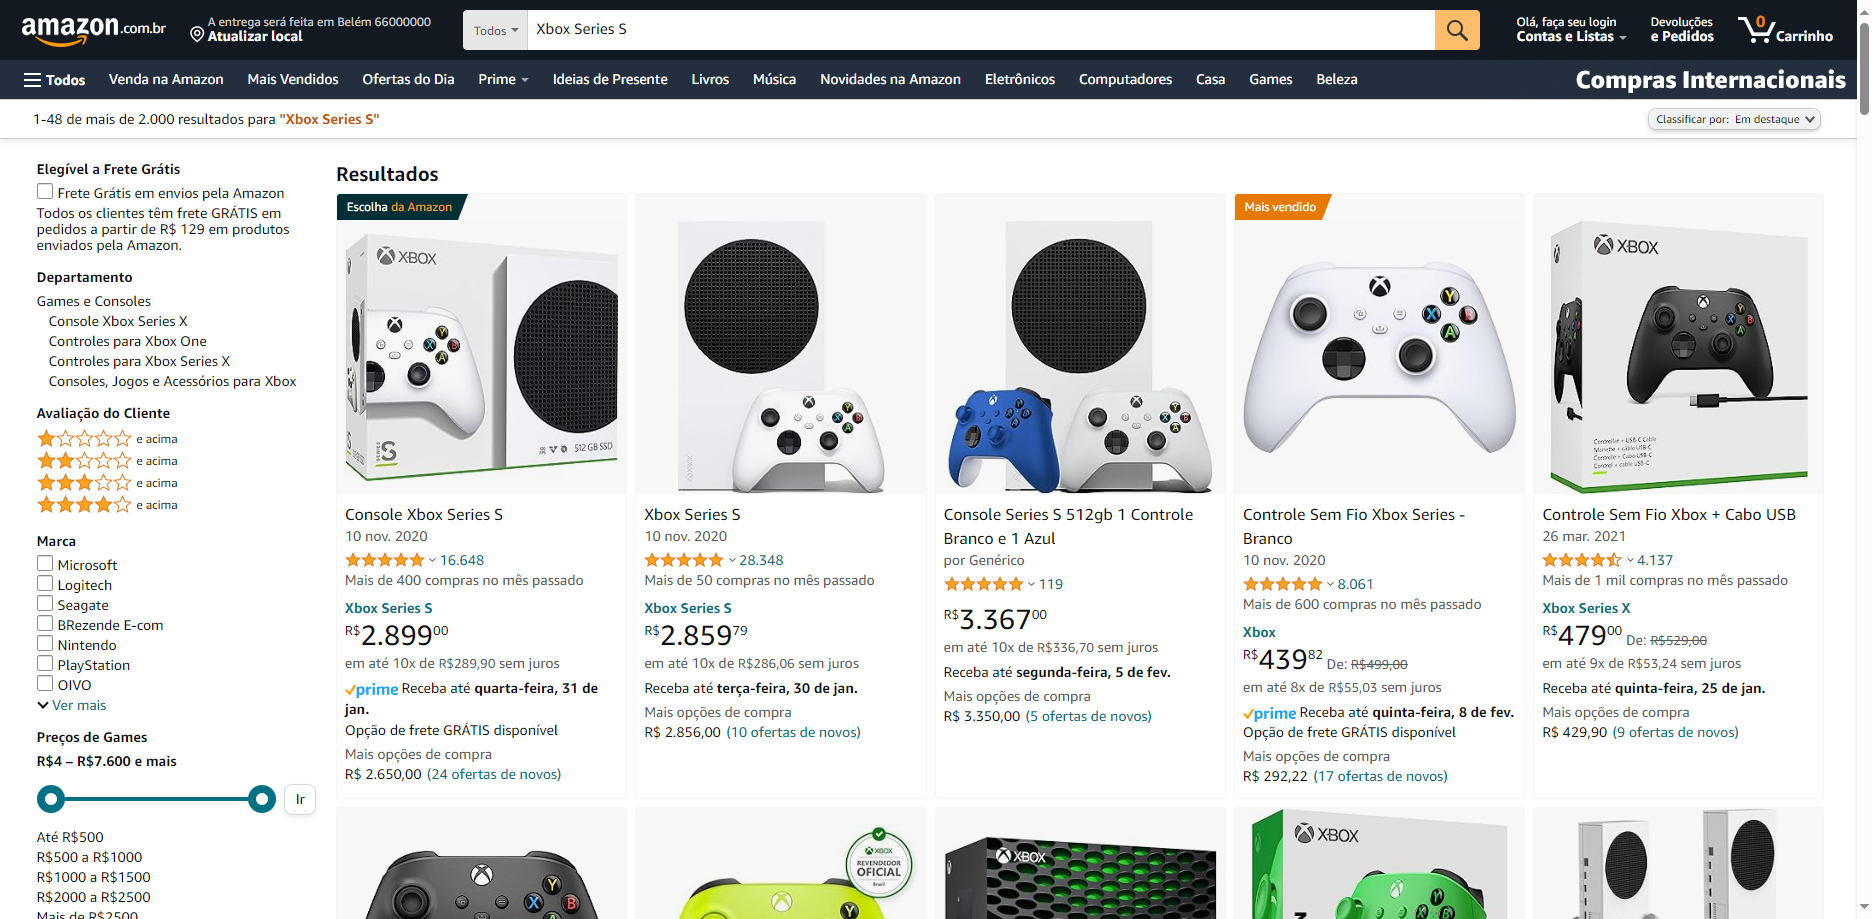 amazon.com.br
A entrega será feita em Belém 66000000
Atualizar local
Todos
Xbox Series S
Olá, faça seu login
Contas e Listas
Devoluções
e Pedidos
0
Carrinho
Todos
Venda na Amazon
Mais Vendidos
Ofertas do Dia
Prime
Ideias de Presente
Livros
Música
Novidades na Amazon
Eletrônicos
Computadores
Casa
Games
Beleza
Compras Internacionais
1-48 de mais de 2.000 resultados para "Xbox Series S"
Classificar por: Em destaque
Elegível a Frete Grátis
Frete Grátis em envios pela Amazon
Todos os clientes têm frete GRÁTIS em
pedidos a partir de R$ 129 em produtos
enviados pela Amazon.
Departamento
Games e Consoles
Console Xbox Series X
Controles para Xbox One
Controles para Xbox Series X
Consoles, Jogos e Acessórios para Xbox
Avaliação do Cliente
e acima
e acima
e acima
e acima
Marca
Microsoft
Logitech
Seagate
BRezende E-com
Nintendo
PlayStation
OIVO
Ver mais
Preços de Games
R$4 – R$7.600 e mais
Ir
Até R$500
R$500 a R$1000
R$1000 a R$1500
R$2000 a R$2500
Mais de R$2500
Resultados
Escolha da Amazon
XBOX
SERIES S
512 GB SSD
Console Xbox Series S
10 nov. 2020
16.648
Mais de 400 compras no mês passado
Xbox Series S
R$2.89900
em até 10x de R$289,90 sem juros
prime Receba até quarta-feira, 31 de
jan.
Opção de frete GRÁTIS disponível
Mais opções de compra
R$ 2.650,00 (24 ofertas de novos)
Xbox Series S
10 nov. 2020
28.348
Mais de 50 compras no mês passado
Xbox Series S
R$2.85979
em até 10x de R$286,06 sem juros
Receba até terça-feira, 30 de jan.
Mais opções de compra
R$ 2.856,00 (10 ofertas de novos)
Console Series S 512gb 1 Controle
Branco e 1 Azul
por Genérico
119
R$3.36700
em até 10x de R$336,70 sem juros
Receba até segunda-feira, 5 de fev.
Mais opções de compra
R$ 3.350,00 (5 ofertas de novos)
Mais vendido
Y
X
B
A
Controle Sem Fio Xbox Series -
Branco
10 nov. 2020
8.061
Mais de 600 compras no mês passado
Xbox
R$43982 De: R$499,00
em até 8x de R$55,03 sem juros
prime Receba até quinta-feira, 8 de fev.
Opção de frete GRÁTIS disponível
Mais opções de compra
R$ 292,22 (17 ofertas de novos)
XBOX
Controller + USB-C Cable
Manette + câble USB-C
Controle + Cabo USB-C
Control + cable USB-C
Controle Sem Fio Xbox + Cabo USB
26 mar. 2021
4.137
Mais de 1 mil compras no mês passado
Xbox Series X
R$47900 De: R$529,00
em até 9x de R$53,24 sem juros
Receba até quinta-feira, 25 de jan.
Mais opções de compra
R$ 429,90 (9 ofertas de novos)
Y
X
B
XBOX
REVENDEDOR
OFICIAL
Brasil
Y
XBOX
XBOX